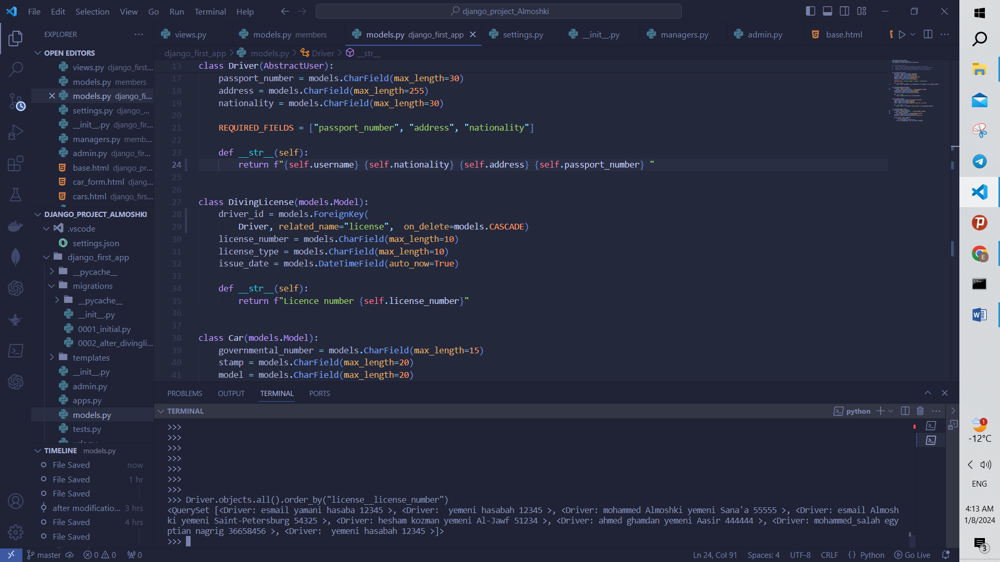 File Edit Selection View Go Run Terminal Help
django_project_Almoshki
EXPLORER
OPEN EDITORS
views.py django_first...
models.py members
models.py django_fi...
settings.py django_...
__init__.py django_fir...
managers.py memb...
admin.py django_fir...
base.html django_pr...
car_form.html djang...
cars.html django_firs...
DJANGO_PROJECT_ALMOSHKI
.vscode
settings.json
django_first_app
__pycache__
migrations
__pycache__
__init__.py
0001_initial.py
0002_alter_divingli...
templates
__init__.py
admin.py
apps.py
models.py
tests.py
TIMELINE models.py
File Saved now
File Saved 1 hr
File Saved
after modificatio... 3 hrs
File Saved 4 hrs
File Saved
views.py models.py members models.py django_first_app settings.py __init__.py managers.py admin.py base.html
django_first_app > models.py > Driver > __str__
13 class Driver(AbstractUser):
17 passport_number = models.CharField(max_length=30)
18 address = models.CharField(max_length=255)
19 nationality = models.CharField(max_length=30)
20
21 REQUIRED_FIELDS = ["passport_number", "address", "nationality"]
22
23 def __str__(self):
24 return f"{self.username} {self.nationality} {self.address} {self.passport_number} "
25
26
27 class DivingLicense(models.Model):
28 driver_id = models.ForeignKey(
29 Driver, related_name="license",  on_delete=models.CASCADE)
30 license_number = models.CharField(max_length=10)
31 license_type = models.CharField(max_length=10)
32 issue_date = models.DateTimeField(auto_now=True)
33
34 def __str__(self):
35 return f"Licence number {self.license_number}"
36
37
38 class Car(models.Model):
39 governmental_number = models.CharField(max_length=15)
40 stamp = models.CharField(max_length=20)
41 model = models.CharField(max_length=20)
PROBLEMS OUTPUT TERMINAL PORTS
TERMINAL
python
>>>
>>>
>>>
>>>
>>>
>>>
>>>
>>> Driver.objects.all().order_by("license__license_number")
<QuerySet [<Driver: esmail yamani hasaba 12345 >, <Driver:  yemeni hasabah 12345 >, <Driver: mohammed Almoshki yemeni Sana'a 55555 >, <Driver: esmail Almosh
ki yemeni Saint-Petersburg 54325 >, <Driver: hesham kozman yemeni Al-Jawf 51234 >, <Driver: ahmed ghamdan yemeni Aasir 444444 >, <Driver: mohammed_salah egy
ptian nagrig 36658456 >, <Driver:  yemeni hasabah 12345 >]>
>>>
master 0 0 0
Ln 24, Col 91 Spaces: 4 UTF-8 CRLF {} Python Go Live
E
W
1
-12°C
ENG
4:13 AM
1/8/2024
3